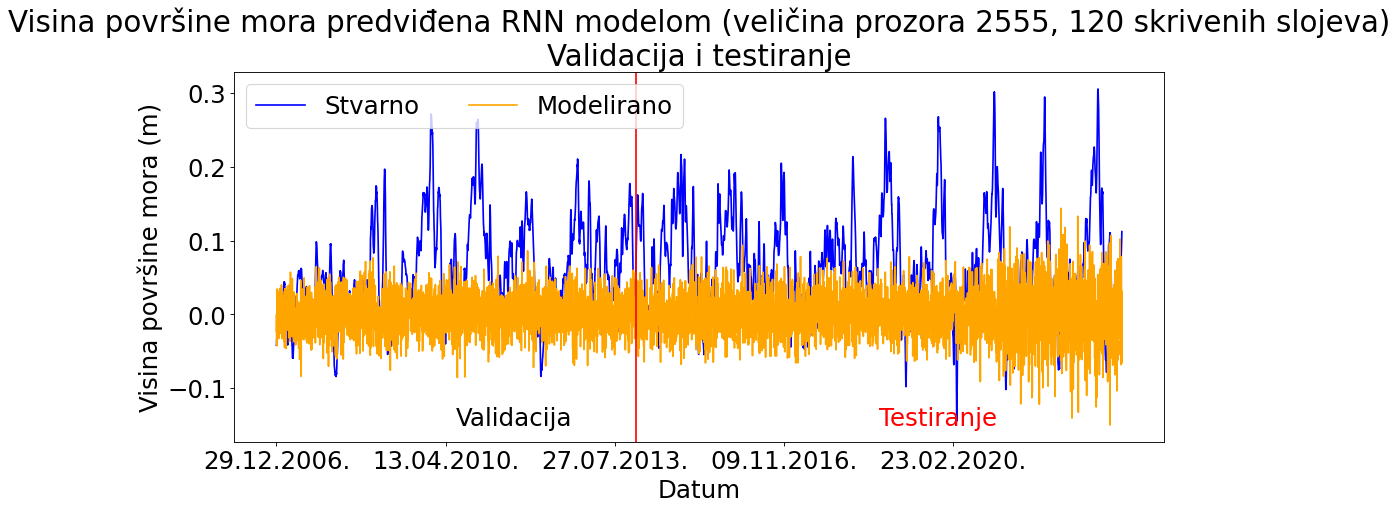 Visina površine mora predviđena RNN modelom (veličina prozora 2555, 120 skrivenih slojeva)
Validacija i testiranje
Stvarno
Modelirano
Visina površine mora (m)
0.3
0.2
0.1
0.0
−0.1
Validacija
Testiranje
29.12.2006.
13.04.2010.
27.07.2013.
09.11.2016.
23.02.2020.
Datum